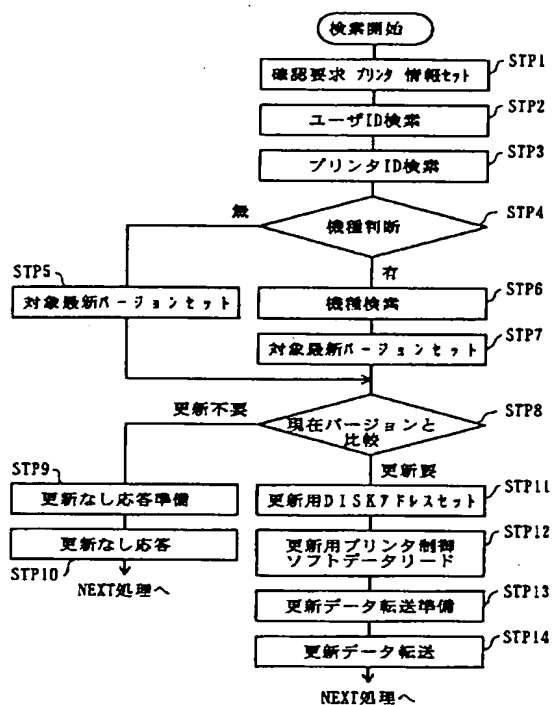 検索開始
STP1
確認要求 プリンタ 情報セット
STP2
ユーザID検索
STP3
プリンタID検索
STP4
機種判断
無
有
STP5
対象最新バージョンセット
STP6
機種検索
STP7
対象最新バージョンセット
STP8
現在バージョンと
比較
更新不要
更新要
STP9
更新なし応答準備
STP10
更新なし応答
NEXT処理へ
STP11
更新用DISKアドレスセット
STP12
更新用プリンタ制御
ソフトデータリード
STP13
更新データ転送準備
STP14
更新データ転送
NEXT処理へ